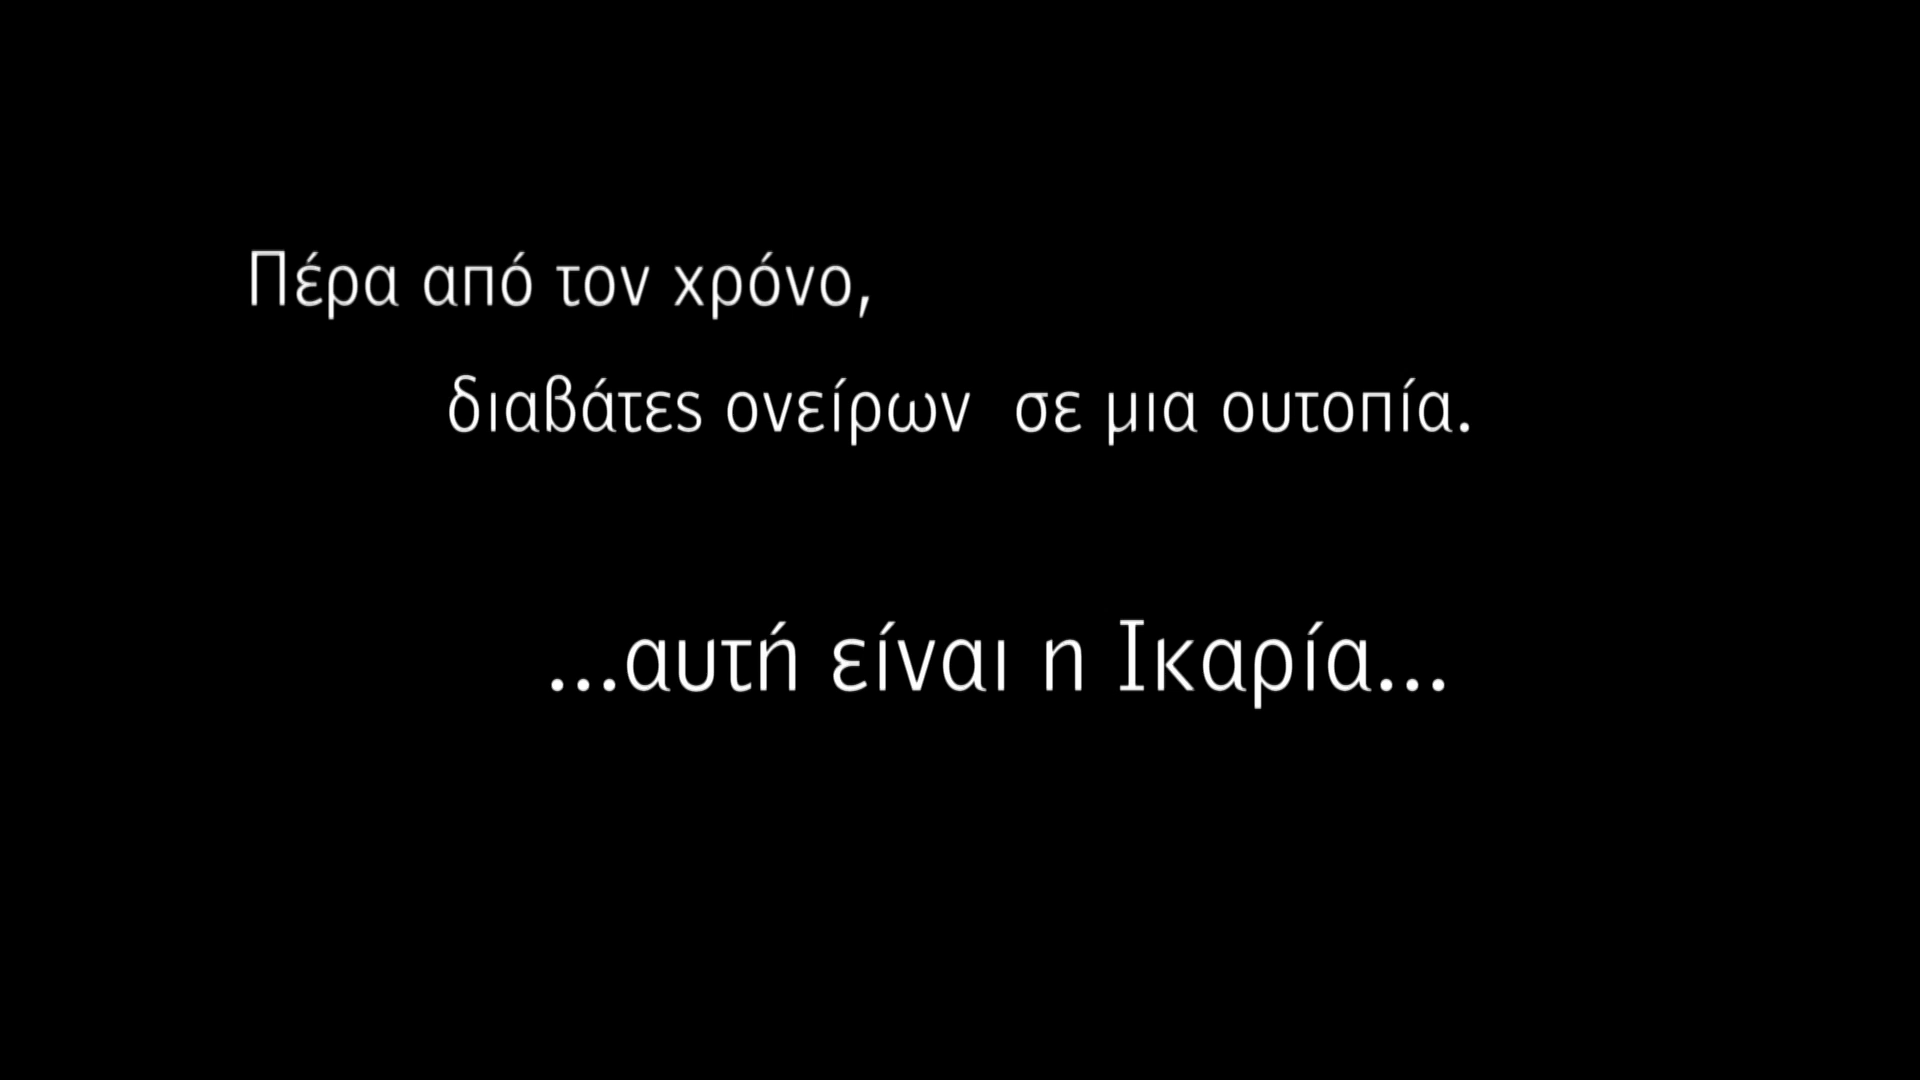 Πέρα από τον χρόνο,
διαβάτες ονείρων  σε μια ουτοπία.
...αυτή είναι η Ικαρία...